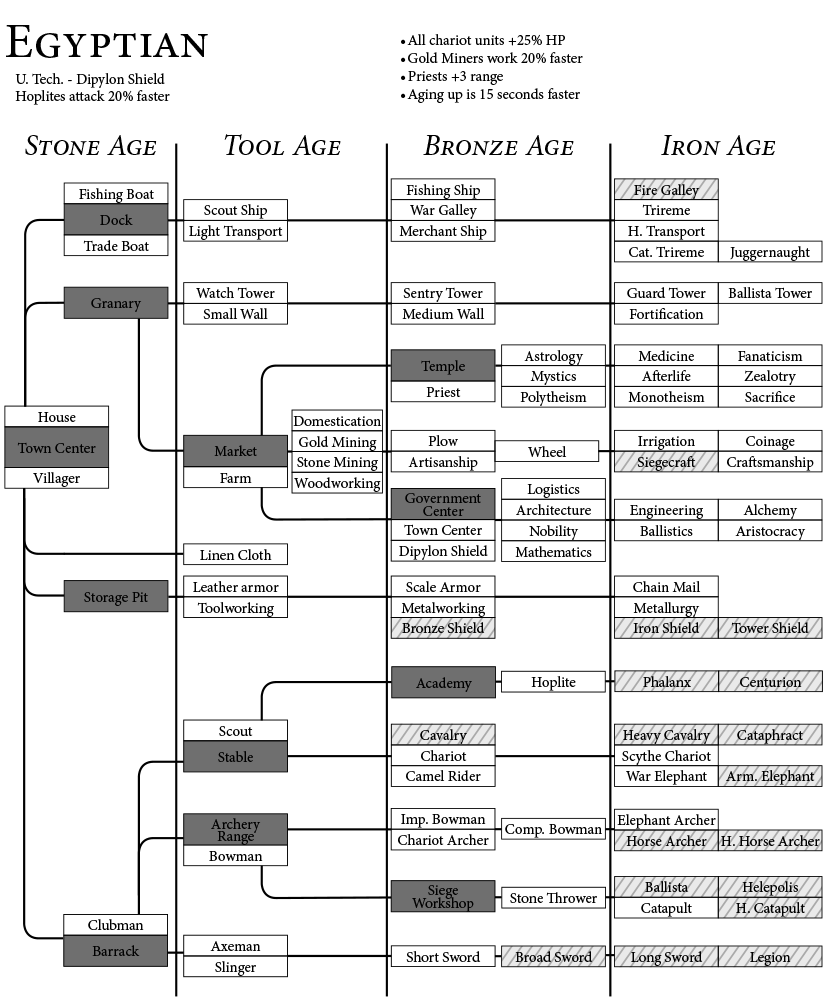 EGYPTIAN
U. Tech. - Dipylon Shield
Hoplites attack 20% faster
•All chariot units +25% HP
•Gold Miners work 20% faster
•Priests +3 range
•Aging up is 15 seconds faster
STONE AGE
TOOL AGE
BRONZE AGE
IRON AGE
Fishing Boat
Dock
Trade Boat
Scout Ship
Light Transport
Fishing Ship
War Galley
Merchant Ship
Fire Galley
Trireme
H. Transport
Cat. Trireme
Juggernaught
Granary
Watch Tower
Small Wall
Sentry Tower
Medium Wall
Guard Tower
Ballista Tower
Fortification
Temple
Priest
Astrology
Mystics
Polytheism
Medicine
Fanaticism
Afterlife
Zealotry
Monotheism
Sacrifice
House
Town Center
Villager
Market
Farm
Domestication
Gold Mining
Stone Mining
Woodworking
Plow
Artisanship
Wheel
Irrigation
Coinage
Siegecraft
Craftsmanship
Government
Center
Town Center
Dipylon Shield
Logistics
Architecture
Nobility
Mathematics
Engineering
Alchemy
Ballistics
Aristocracy
Linen Cloth
Storage Pit
Leather armor
Toolworking
Scale Armor
Metalworking
Bronze Shield
Chain Mail
Metallurgy
Iron Shield
Tower Shield
Academy
Hoplite
Phalanx
Centurion
Scout
Stable
Cavalry
Chariot
Camel Rider
Heavy Cavalry
Cataphract
Scythe Chariot
War Elephant
Arm. Elephant
Archery
Range
Bowman
Imp. Bowman
Chariot Archer
Comp. Bowman
Elephant Archer
Horse Archer
H. Horse Archer
Siege
Workshop
Stone Thrower
Ballista
Helepolis
Catapult
H. Catapult
Clubman
Barrack
Axeman
Slinger
Short Sword
Broad Sword
Long Sword
Legion